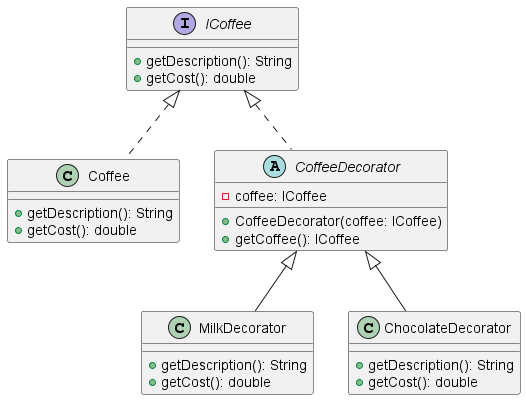 I ICoffee
getDescription(): String
getCost(): double
C Coffee
getDescription(): String
getCost(): double
A CoffeeDecorator
coffee: ICoffee
CoffeeDecorator(coffee: ICoffee)
getCoffee(): ICoffee
C MilkDecorator
getDescription(): String
getCost(): double
C ChocolateDecorator
getDescription(): String
getCost(): double